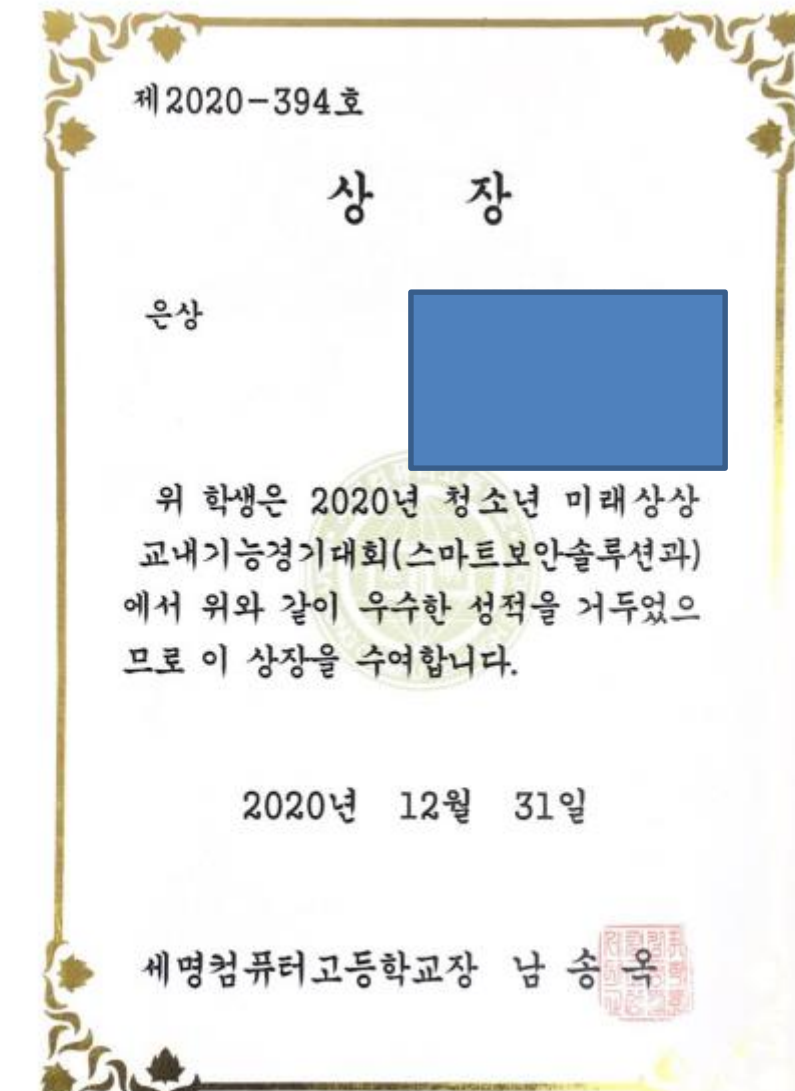 제2020-394호
상 장
은상
위 학생은 2020년 청소년 미래상상
교내기능경기대회(스마트보안솔루션과)
에서 위와 같이 우수한 성적을 거두었으
므로 이 상장을 수여합니다.
2020년 12월 31일
세명컴퓨터고등학교장 남 송 옥